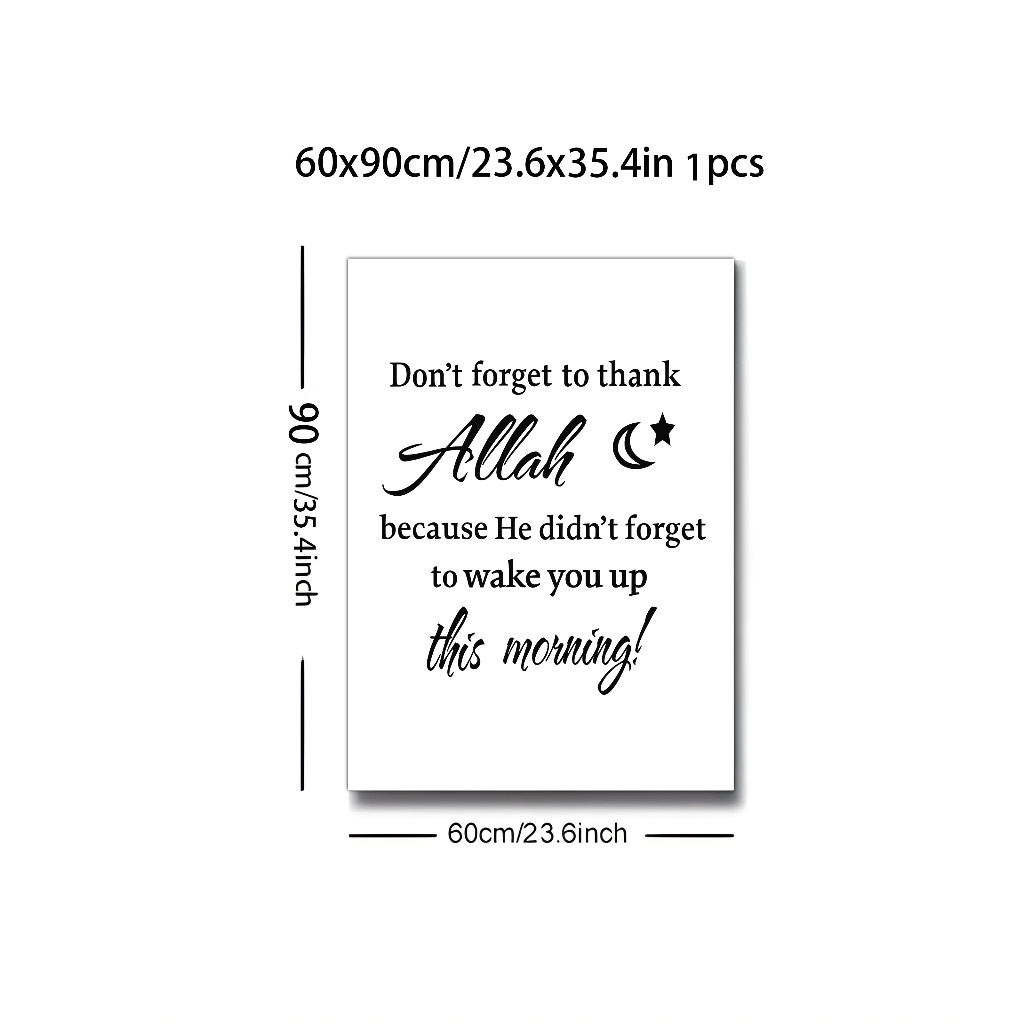 60x90cm/23.6x35.4in 1pcs
90 cm/35.4inch
Don't forget to thank
Allah
because He didn't forget
to wake you up
this morning!
60cm/23.6inch